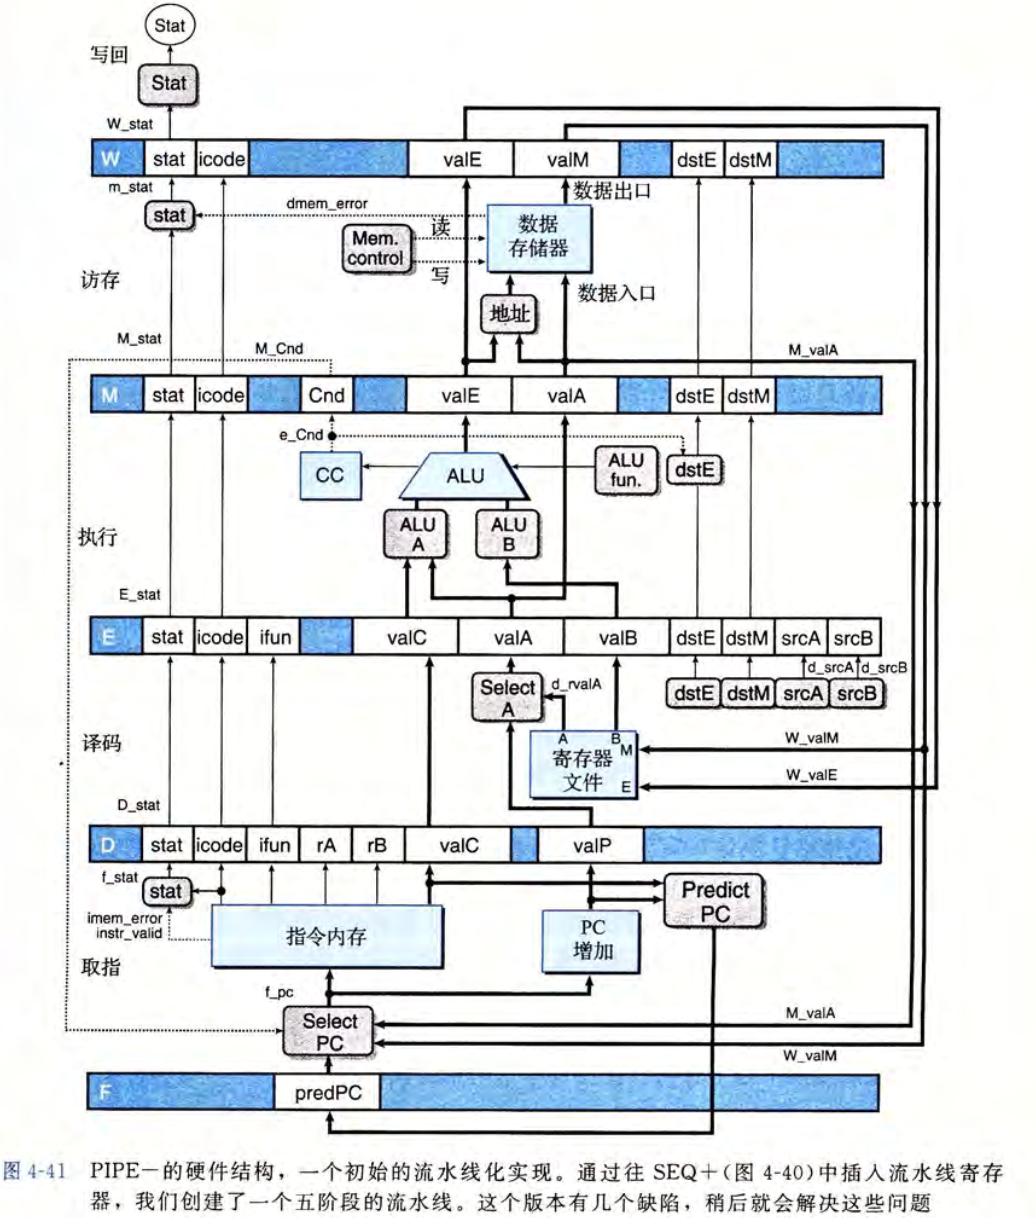 Stat
写回
Stat
W_stat
W stat icode valE valM dstE dstM
m_stat
数据出口
stat
dmem_error
数据
存储器
读
Mem.
control
写
访存
数据入口
地址
M_stat
M_Cnd
M_valA
M stat icode Cnd valE valA dstE dstM
e_Cnd
CC
ALU
ALU
fun.
dstE
ALU
A
ALU
B
执行
E_stat
E stat icode ifun valC valA valB dstE dstM srcA srcB
d_srcA d_srcB
Select
A
d_rvalA
dstE dstM srcA srcB
A B
M
寄存器
文件
E
W_valM
W_valE
译码
D_stat
D stat icode ifun rA rB valC valP
f_stat
stat
imem_error
instr_valid
指令内存
PC
增加
Predict
PC
取指
f_pc
Select
PC
M_valA
W_valM
F predPC
图 4-41 PIPE－的硬件结构，一个初始的流水线化实现。通过往 SEQ+(图 4-40)中插入流水线寄存
器，我们创建了一个五阶段的流水线。这个版本有几个缺陷，稍后就会解决这些问题